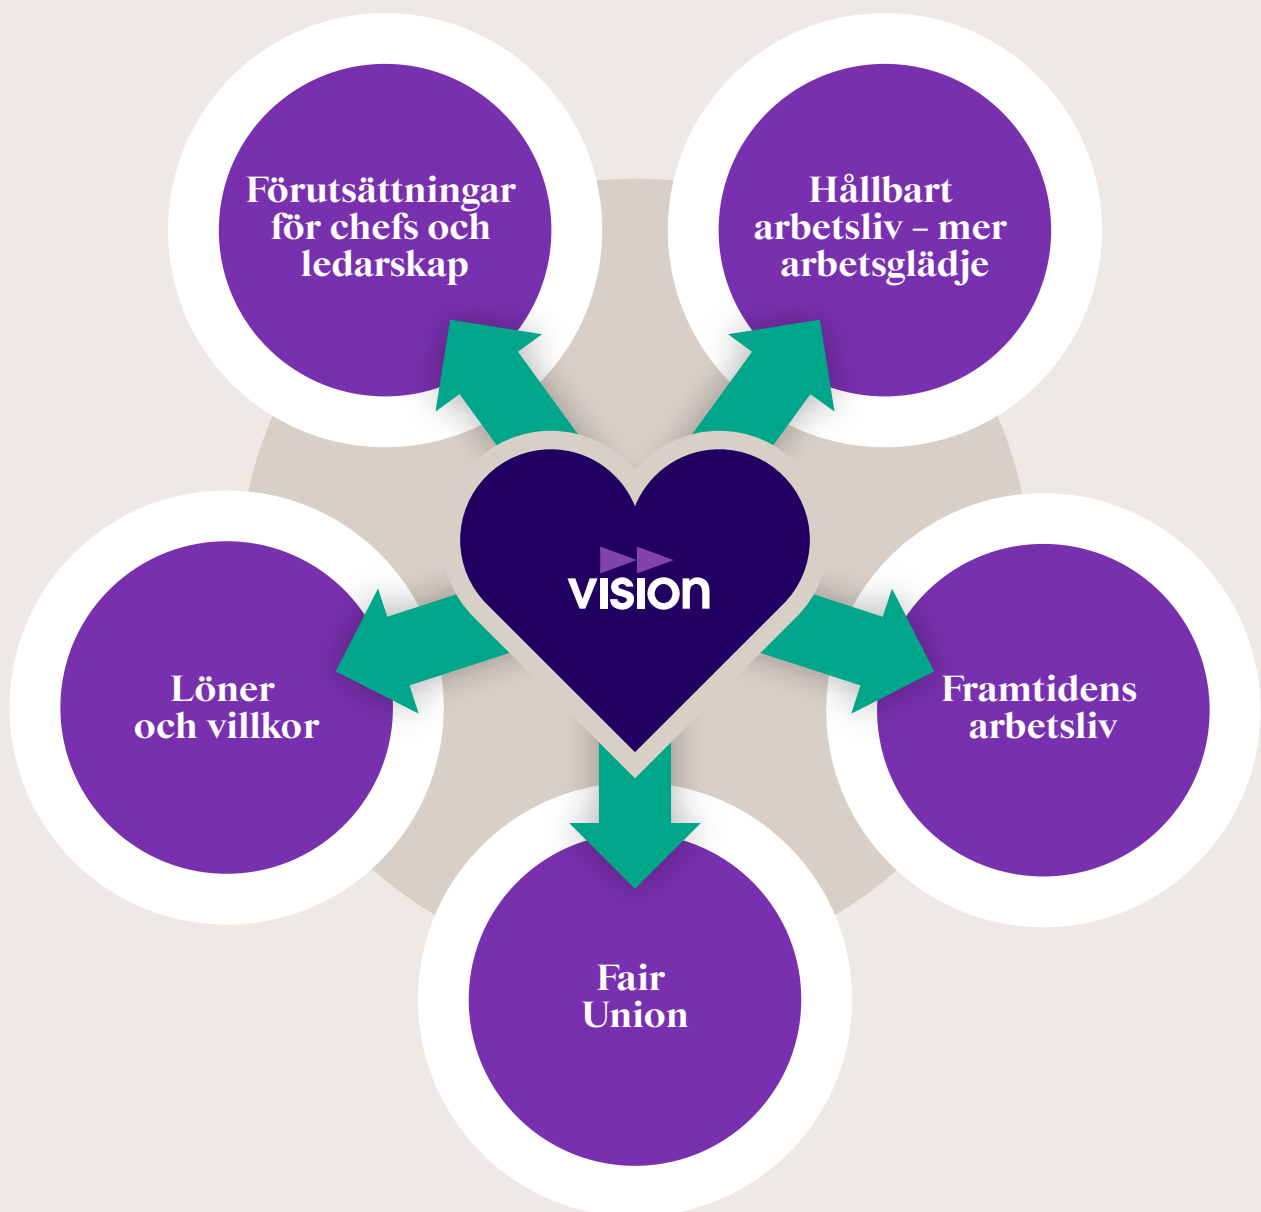 Förutsättningar
för chefs och
ledarskap
Hållbart
arbetsliv – mer
arbetsglädje
vision
Löner
och villkor
Framtidens
arbetsliv
Fair
Union